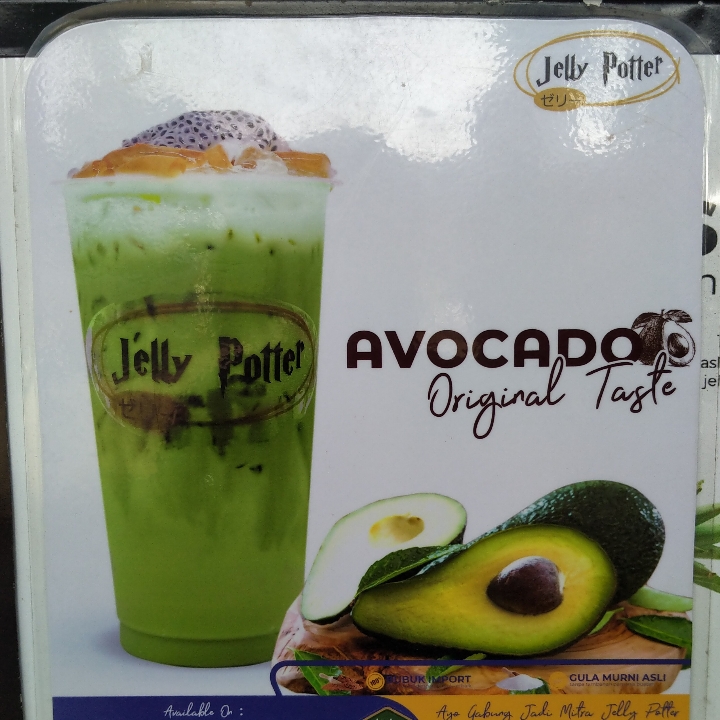 Jelly Potter
ゼリー
Jelly Potter
ゼリー
AVOCADO
Original Taste
BUBUK IMPORT
GULA MURNI ASLI
Available On :
Ayo Gabung Jadi Mitra Jelly Potter